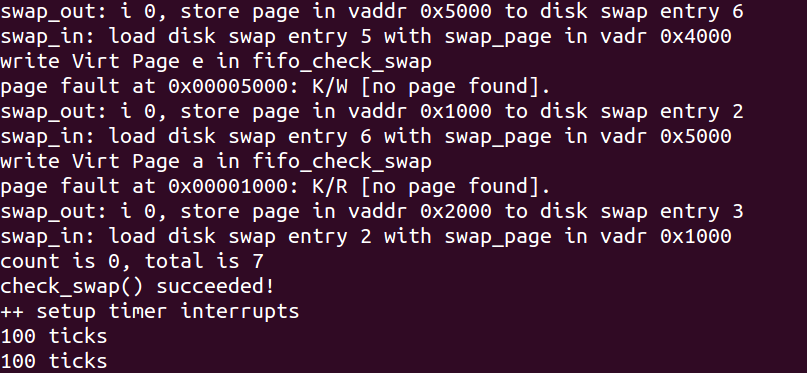 swap_out: i 0, store page in vaddr 0x5000 to disk swap entry 6
swap_in: load disk swap entry 5 with swap_page in vadr 0x4000
write Virt Page e in fifo_check_swap
page fault at 0x00005000: K/W [no page found].
swap_out: i 0, store page in vaddr 0x1000 to disk swap entry 2
swap_in: load disk swap entry 6 with swap_page in vadr 0x5000
write Virt Page a in fifo_check_swap
page fault at 0x00001000: K/R [no page found].
swap_out: i 0, store page in vaddr 0x2000 to disk swap entry 3
swap_in: load disk swap entry 2 with swap_page in vadr 0x1000
count is 0, total is 7
check_swap() succeeded!
++ setup timer interrupts
100 ticks
100 ticks